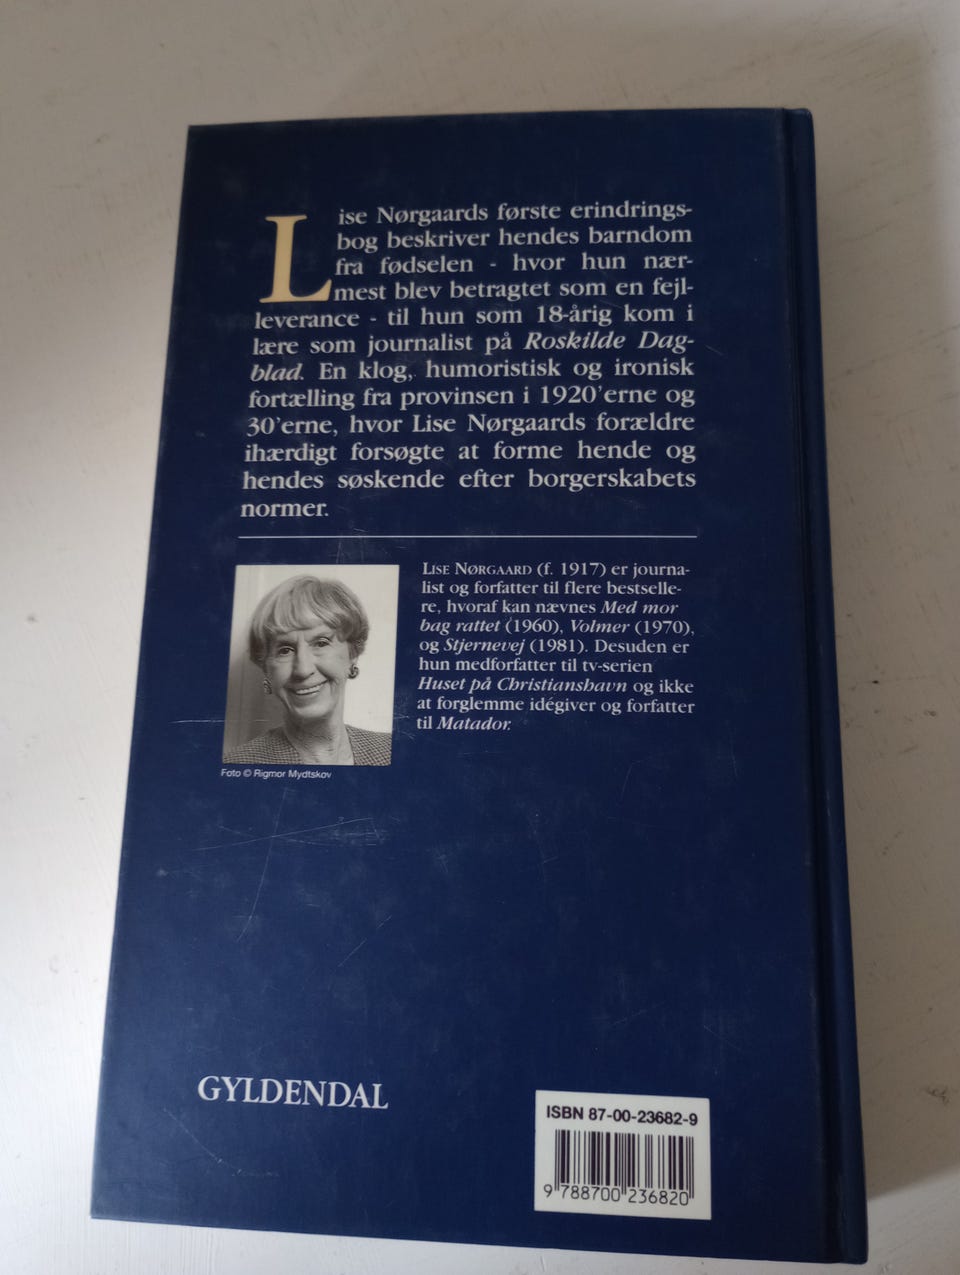 Lise Nørgaards første erindrings-
bog beskriver hendes barndom
fra fødselen - hvor hun nær-
mest blev betragtet som en fejl-
leverance - til hun som 18-årig kom i
lære som journalist på Roskilde Dag-
blad. En klog, humoristisk og ironisk
fortælling fra provinsen i 1920'erne og
30'erne, hvor Lise Nørgaards forældre
ihærdigt forsøgte at forme hende og
hendes søskende efter borgerskabets
normer.
LISE NØRGAARD (f. 1917) er journa-
list og forfatter til flere bestselle-
re, hvoraf kan nævnes Med mor
bag rattet (1960), Volmer (1970),
og Stjernevej (1981). Desuden er
hun medforfatter til tv-serien
Huset på Christianshavn og ikke
at forglemme idégiver og forfatter
til Matador.
Foto © Rigmor Mydtskov
GYLDENDAL
ISBN 87-00-23682-9
9 788700 236820